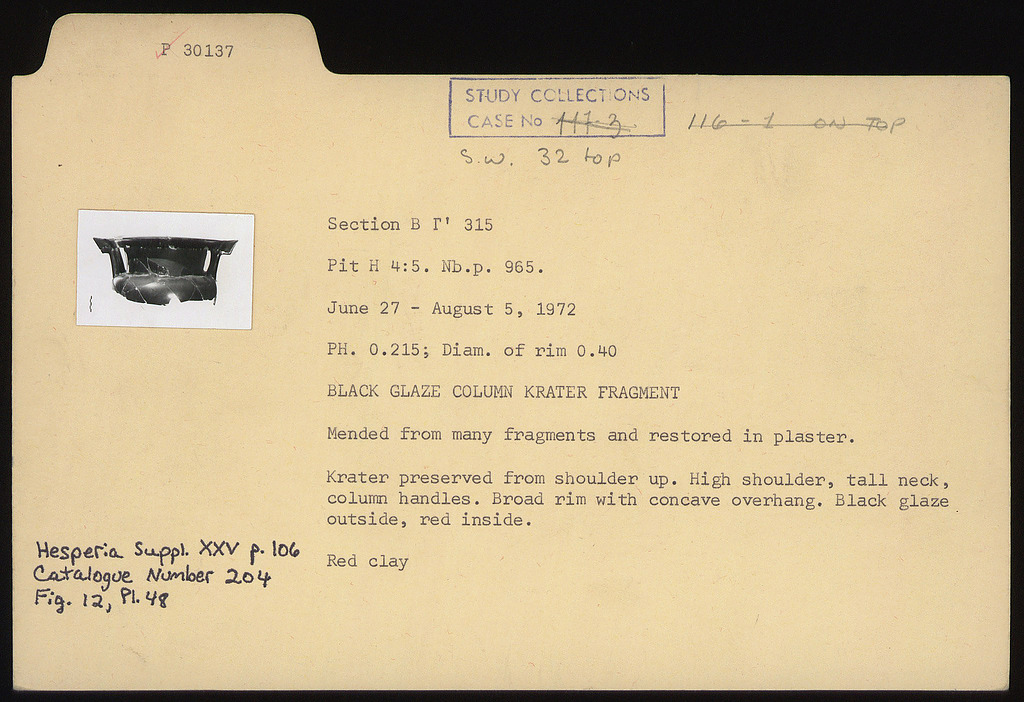 P 30137
STUDY COLLECTIONS
CASE No 117-3
116 - 1 ON TOP
S.W. 32 top
Section B Γ' 315
Pit H 4:5. Nb.p. 965.
June 27 - August 5, 1972
PH. 0.215; Diam. of rim 0.40
BLACK GLAZE COLUMN KRATER FRAGMENT
Mended from many fragments and restored in plaster.
Krater preserved from shoulder up. High shoulder, tall neck,
column handles. Broad rim with concave overhang. Black glaze
outside, red inside.
Red clay
Hesperia Suppl. XXV p. 106
Catalogue Number 204
Fig. 12, Pl. 48